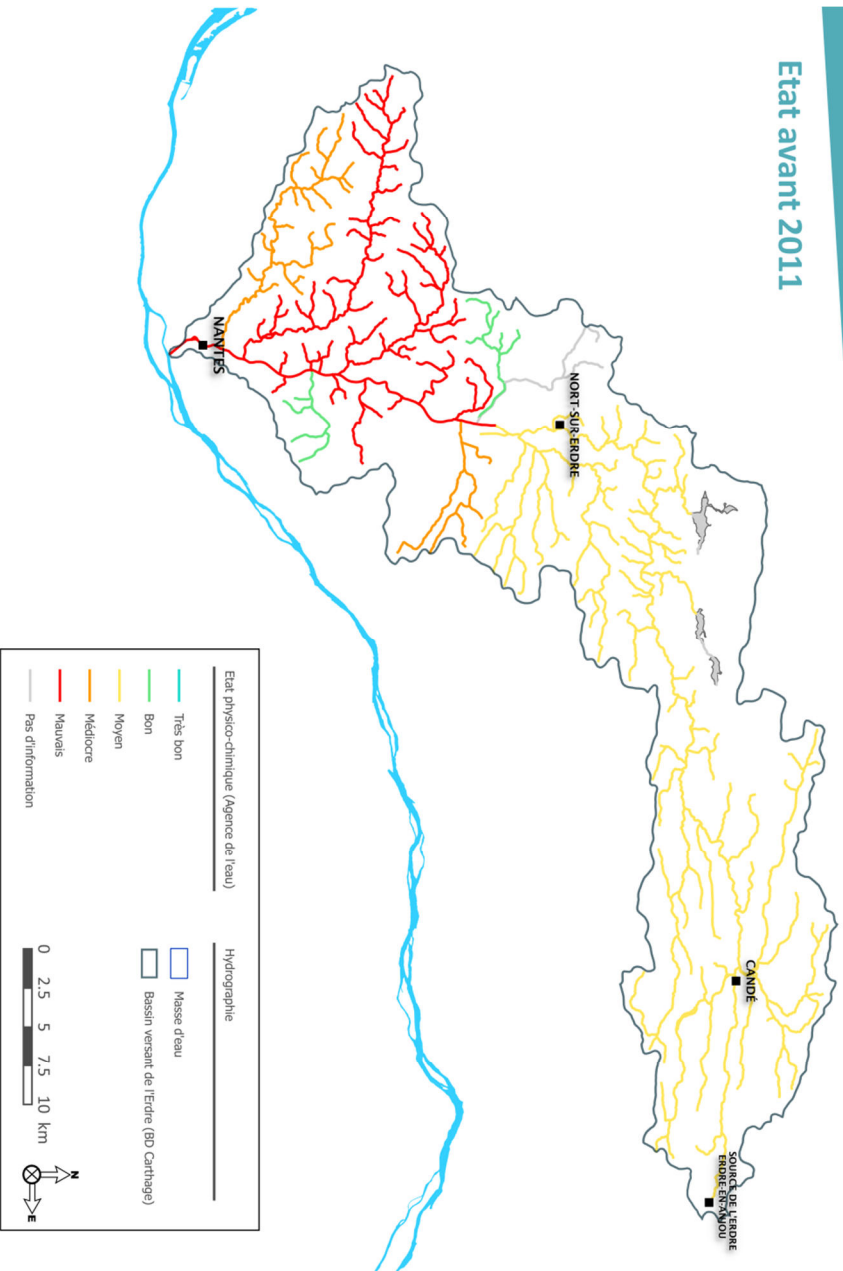 Etat avant 2011
NANTES
NORT-SUR-ERDRE
CANDÉ
SOURCE DE L'ERDRE
ERDRE-EN-ANJOU
Etat physico-chimique (Agence de l'eau)
Très bon
Bon
Moyen
Médiocre
Mauvais
Pas d'information
Hydrographie
Masse d'eau
Bassin versant de l'Erdre (BD Carthage)
0 2.5 5 7.5 10 km
N
E